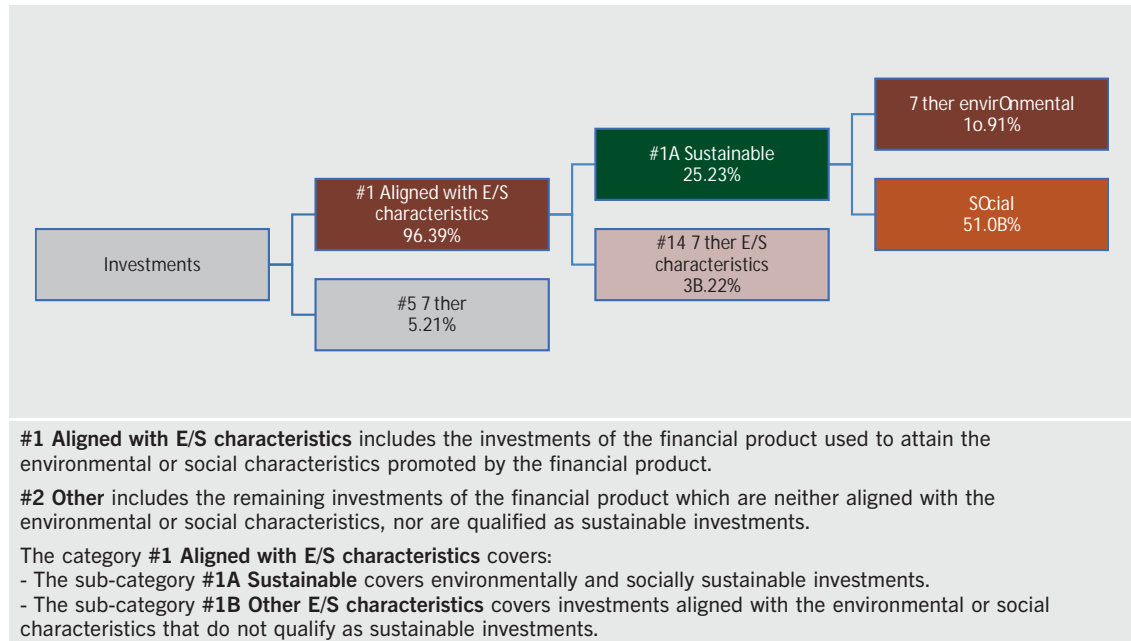 Investments
#1 Aligned with E/S
characteristics
96.39%
#5 7 ther
5.21%
#1A Sustainable
25.23%
#14 7 ther E/S
characteristics
3B.22%
7 ther envirOnmental
1o.91%
SOcial
51.0B%
#1 Aligned with E/S characteristics includes the investments of the financial product used to attain the
environmental or social characteristics promoted by the financial product.
#2 Other includes the remaining investments of the financial product which are neither aligned with the
environmental or social characteristics, nor are qualified as sustainable investments.
The category #1 Aligned with E/S characteristics covers:
- The sub-category #1A Sustainable covers environmentally and socially sustainable investments.
- The sub-category #1B Other E/S characteristics covers investments aligned with the environmental or social
characteristics that do not qualify as sustainable investments.